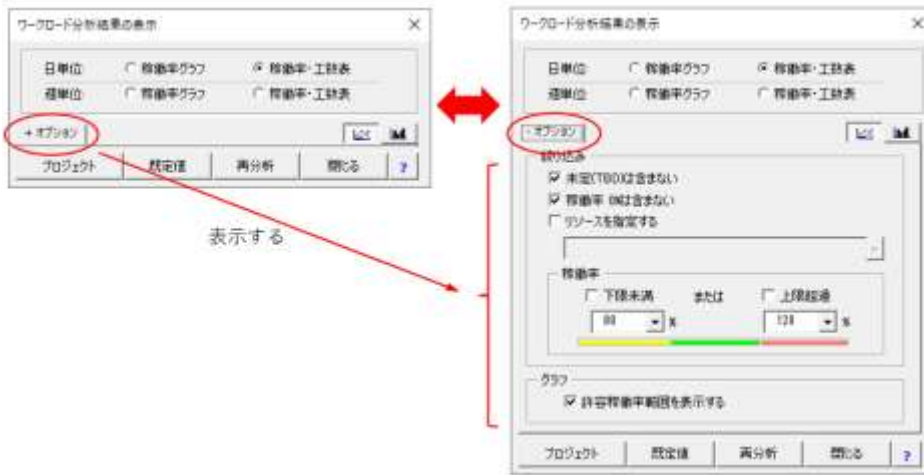 ワークロード分析結果の表示 ×
日単位 稼働率グラフ 稼働率・工数表
週単位 稼働率グラフ 稼働率・工数表
+オプション
プロジェクト 既定値 再分析 閉じる ?
表示する
ワークロード分析結果の表示 ×
日単位 稼働率グラフ 稼働率・工数表
週単位 稼働率グラフ 稼働率・工数表
-オプション
絞り込み
未定(TBD)は含まない
稼働率 0%は含まない
リソースを指定する
稼働率
下限未満 または 上限超過
80 % 120 %
グラフ
許容稼働率範囲を表示する
プロジェクト 既定値 再分析 閉じる ?